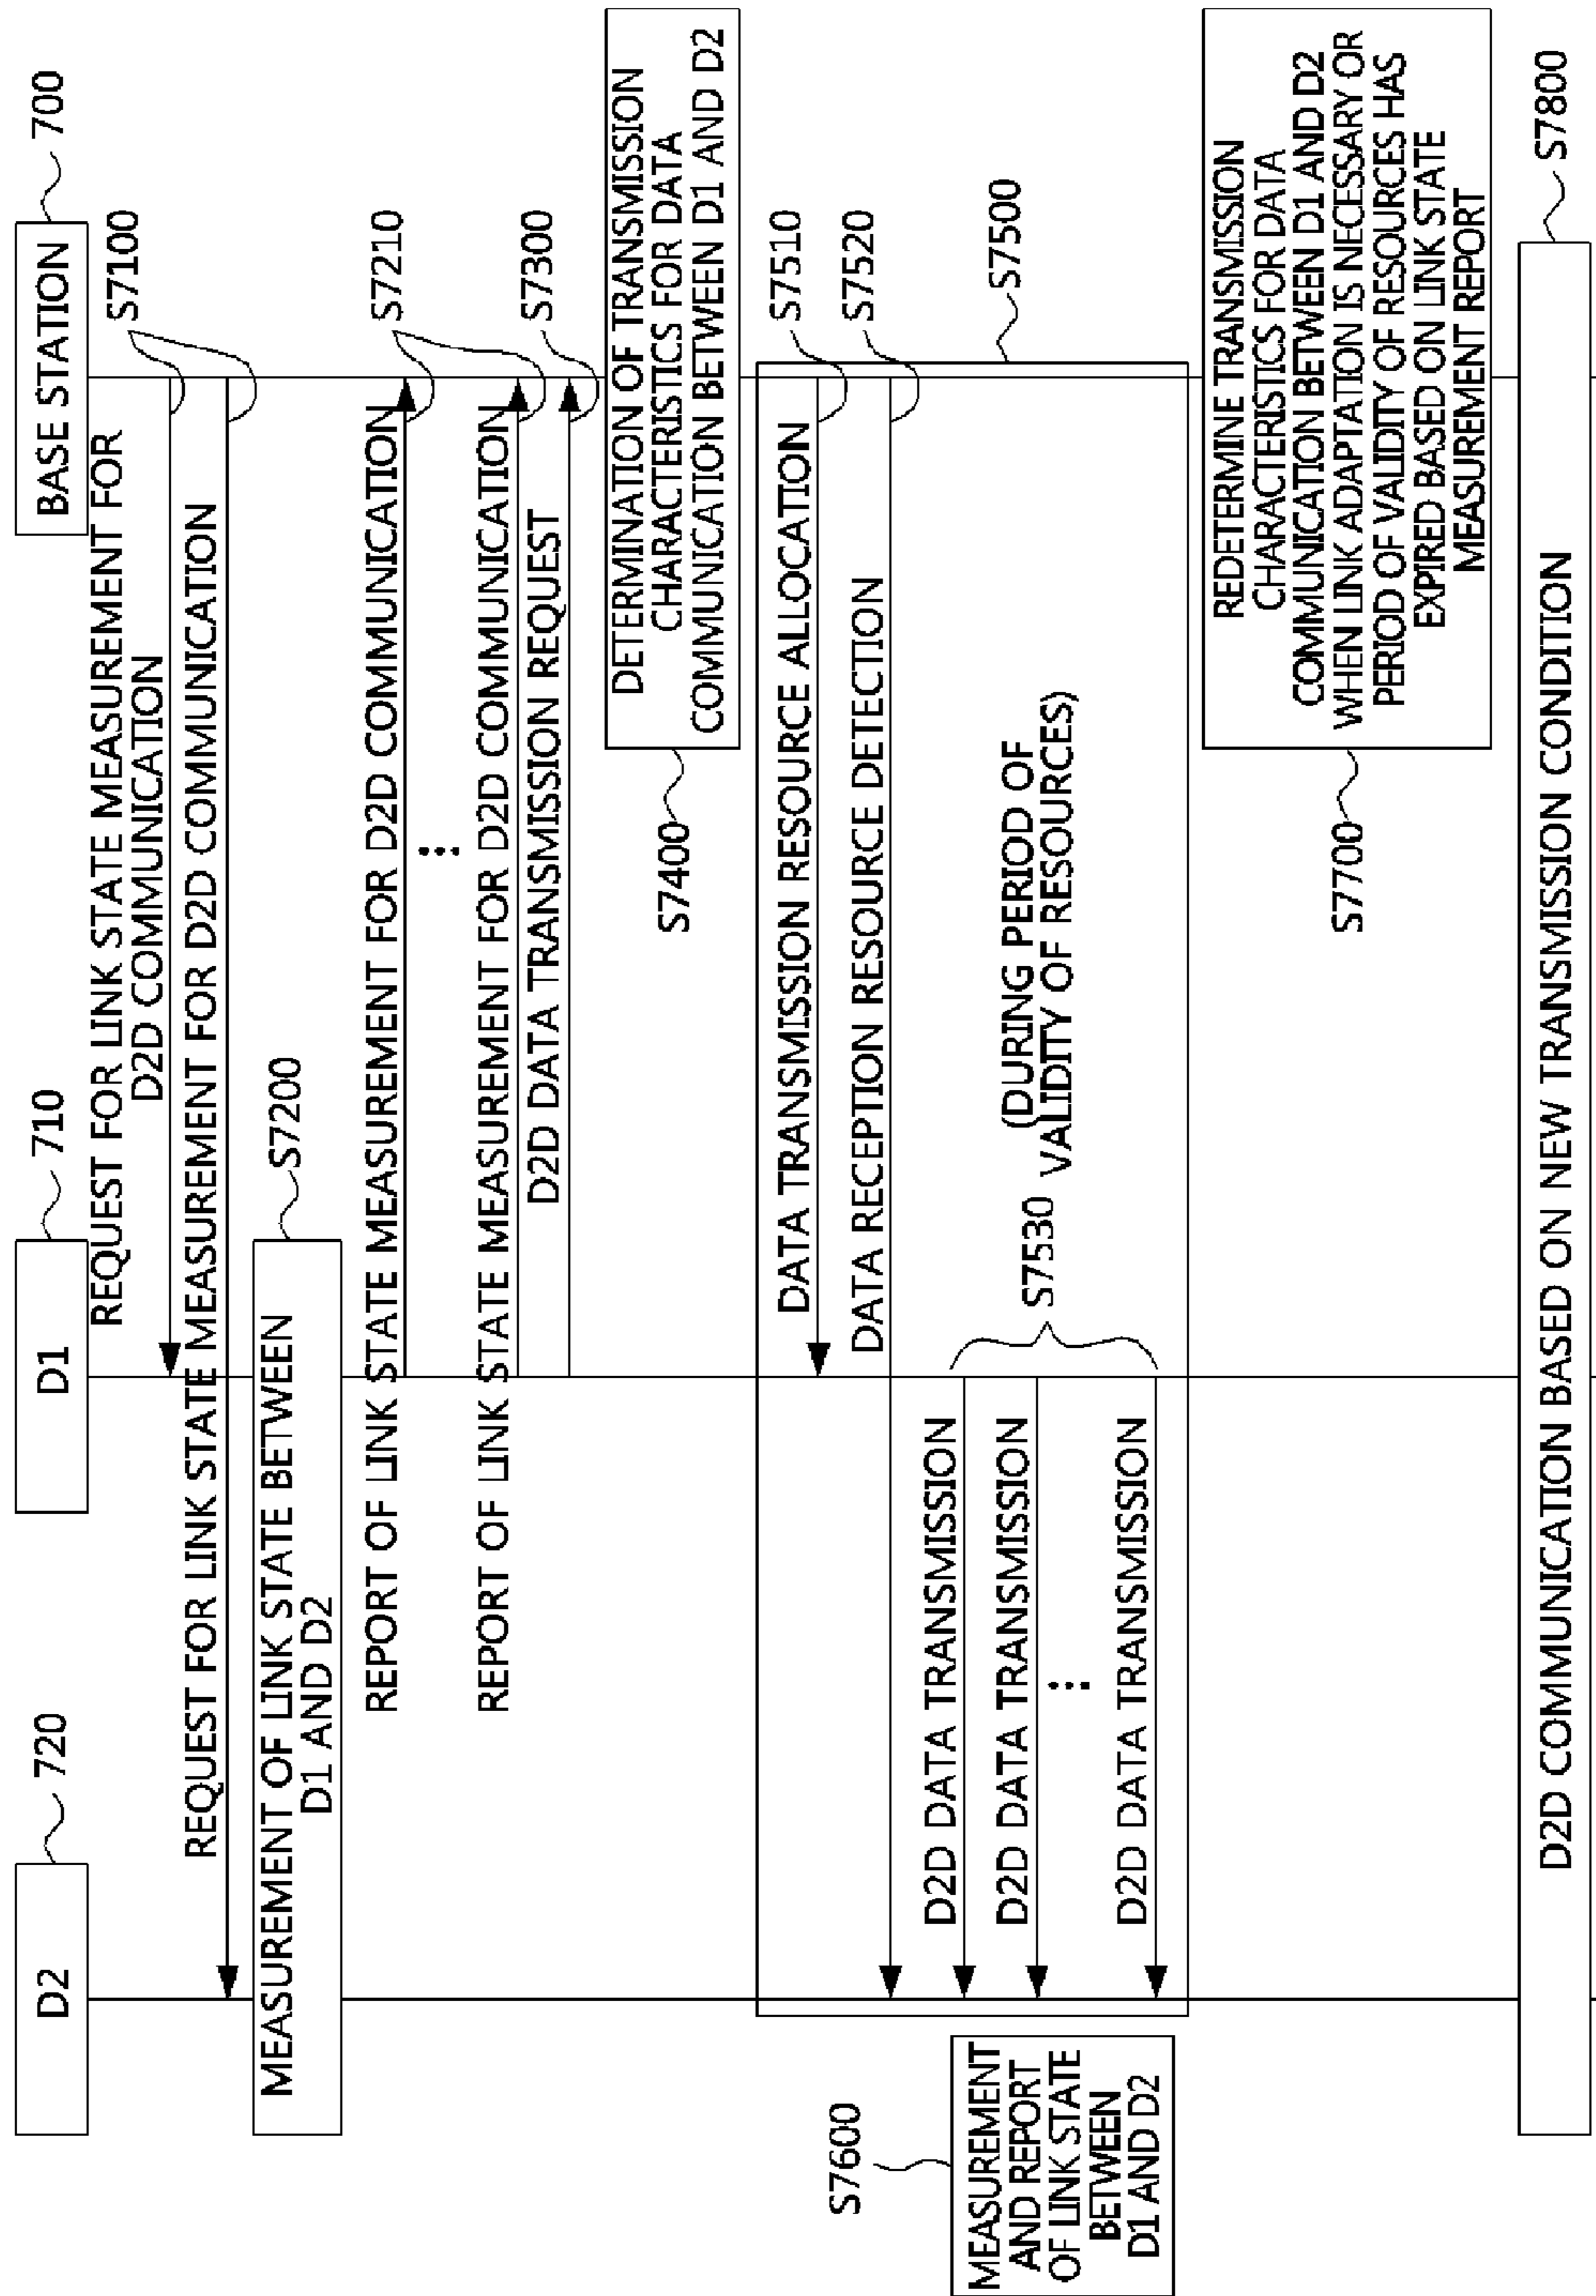 D2
720
D1
710
BASE STATION
700
REQUEST FOR LINK STATE MEASUREMENT FOR
D2D COMMUNICATION
S7100
REQUEST FOR LINK STATE MEASUREMENT FOR D2D COMMUNICATION
MEASUREMENT OF LINK STATE BETWEEN
D1 AND D2
S7200
REPORT OF LINK STATE MEASUREMENT FOR D2D COMMUNICATION
S7210
REPORT OF LINK STATE MEASUREMENT FOR D2D COMMUNICATION
D2D DATA TRANSMISSION REQUEST
S7300
DETERMINATION OF TRANSMISSION
CHARACTERISTICS FOR DATA
COMMUNICATION BETWEEN D1 AND D2
S7400
DATA TRANSMISSION RESOURCE ALLOCATION
S7510
DATA RECEPTION RESOURCE DETECTION
S7520
S7500
D2D DATA TRANSMISSION
D2D DATA TRANSMISSION
D2D DATA TRANSMISSION
S7530
(DURING PERIOD OF
VALIDITY OF RESOURCES)
S7600
MEASUREMENT
AND REPORT
OF LINK STATE
BETWEEN
D1 AND D2
S7700
REDETERMINE TRANSMISSION
CHARACTERISTICS FOR DATA
COMMUNICATION BETWEEN D1 AND D2
WHEN LINK ADAPTATION IS NECESSARY OR
PERIOD OF VALIDITY OF RESOURCES HAS
EXPIRED BASED ON LINK STATE
MEASUREMENT REPORT
D2D COMMUNICATION BASED ON NEW TRANSMISSION CONDITION
S7800